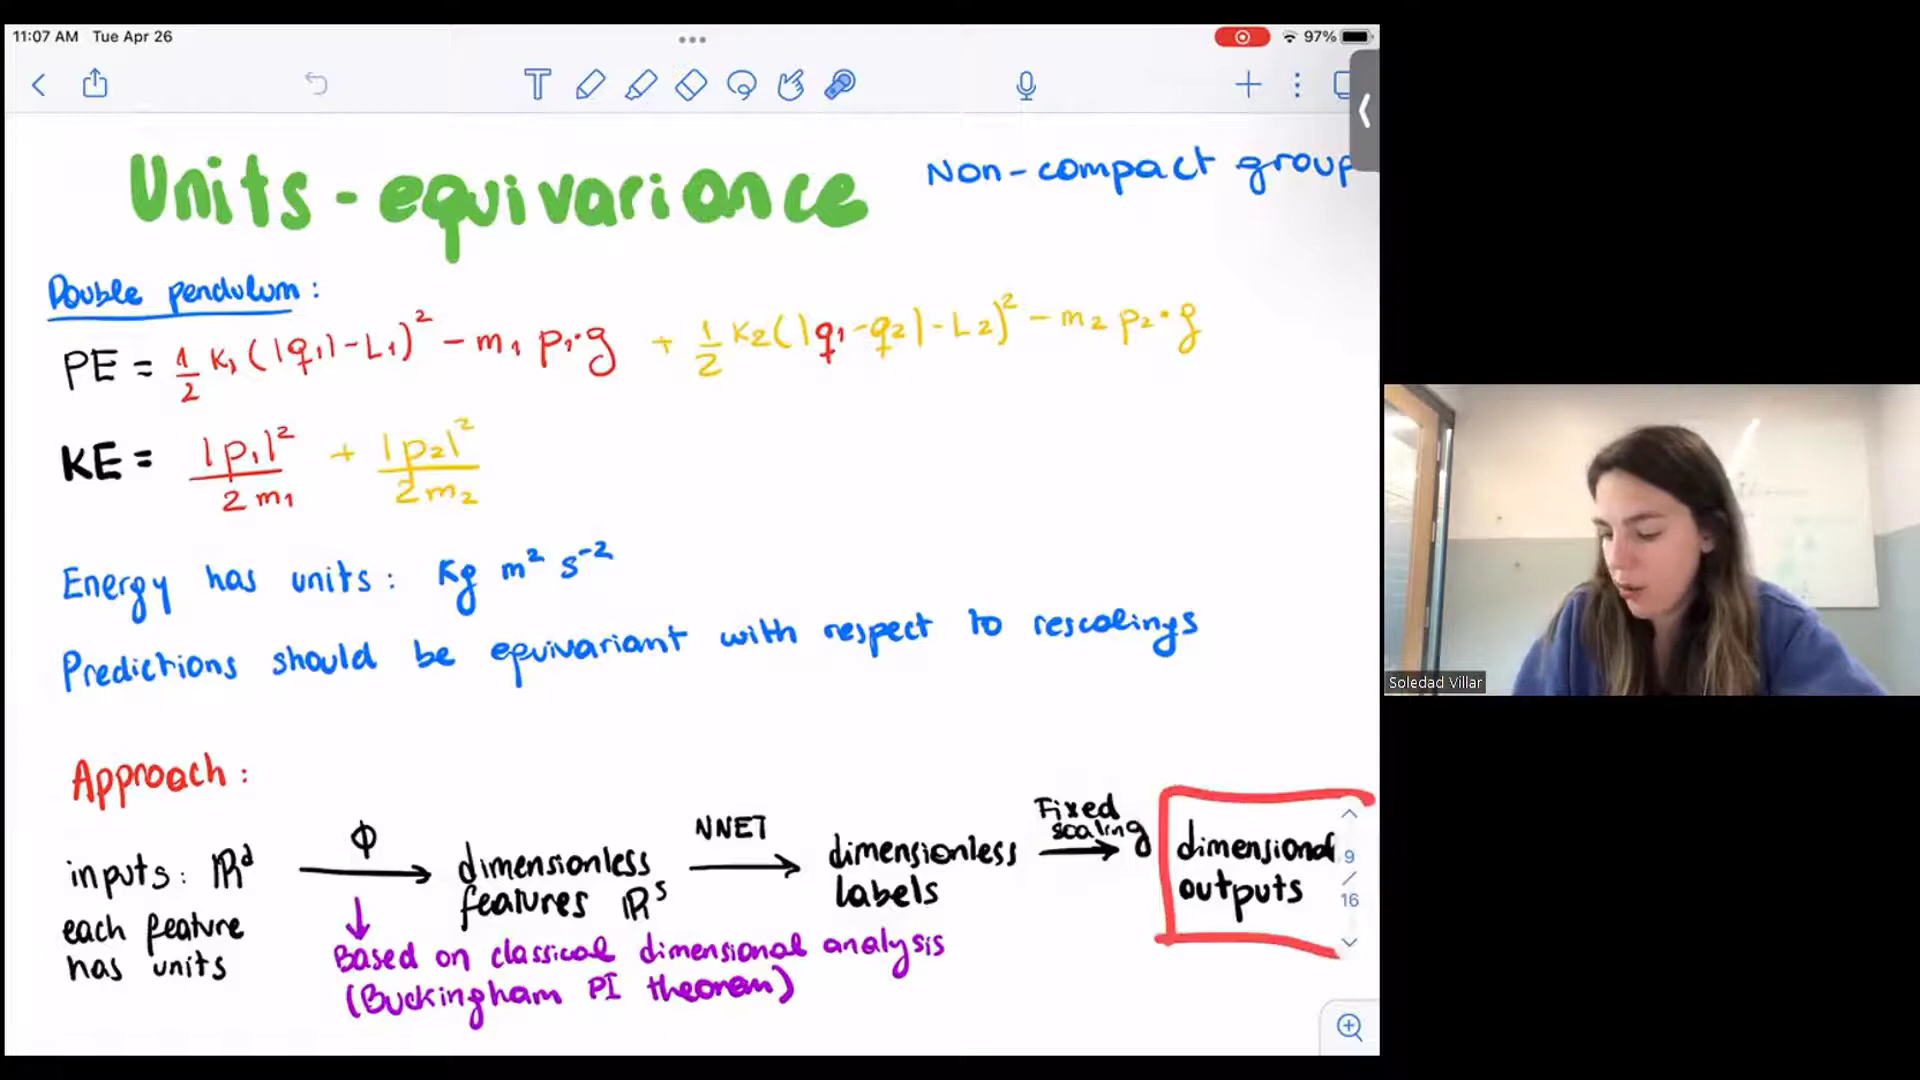 11:07 AM Tue Apr 26
97%
Units - equivariance
Non-compact group
Double pendulum:
PE = 1/2 K₁ (|q₁| - L₁)² - m₁ p₁·g + 1/2 K₂ (|q₁-q₂| - L₂)² - m₂ p₂·g
KE = |p₁|²/2m₁ + |p₂|²/2m₂
Energy has units: Kg m² s⁻²
Predictions should be equivariant with respect to rescalings
Approach:
inputs: ℝᵈ
each feature
has units
Φ
dimensionless
features ℝˢ
NNET
dimensionless
labels
Fixed
scaling
dimensional
outputs
Based on classical dimensional analysis
(Buckingham PI theorem)
9
/
16
Soledad Villar